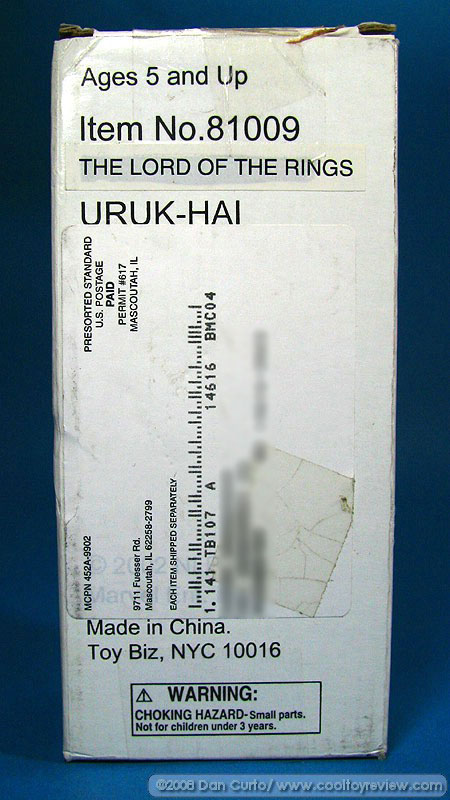 Ages 5 and Up
Item No.81009
THE LORD OF THE RINGS
URUK-HAI
PRESORTED STANDARD
U.S. POSTAGE
PAID
PERMIT #617
MASCOUTAH, IL
MCPN 452A-9902
9711 Fuesser Rd.
Mascoutah, IL 62258-2799
EACH ITEM SHIPPED SEPARATELY
1.141 TB107 A 14616 BMC04
Made in China.
Toy Biz, NYC 10016
WARNING:
CHOKING HAZARD-Small parts.
Not for children under 3 years.
©2008 Dan Curto/ www.cooltoyreview.com